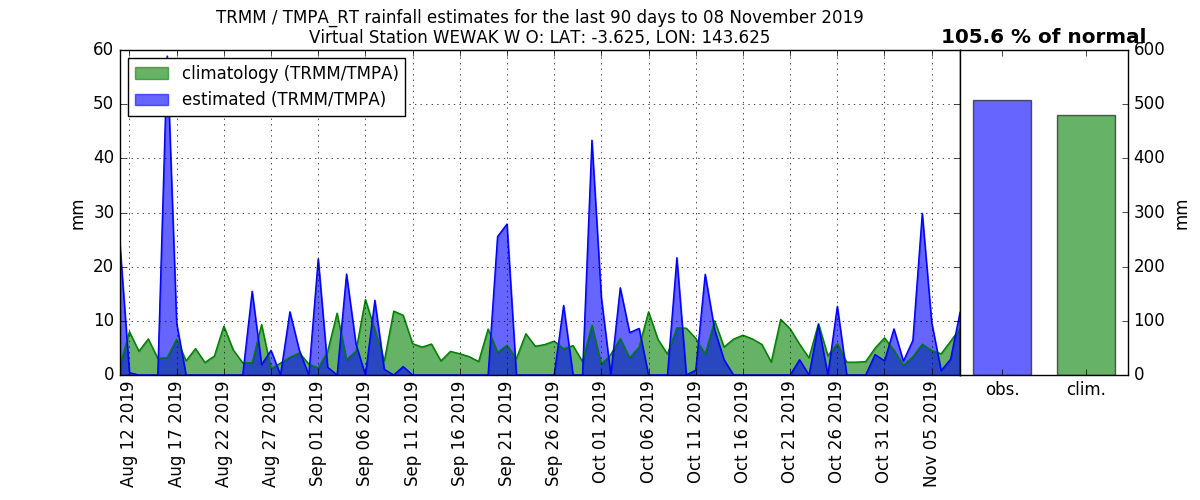 TRMM / TMPA_RT rainfall estimates for the last 90 days to 08 November 2019
Virtual Station WEWAK W O: LAT: -3.625, LON: 143.625
105.6 % of normal
climatology (TRMM/TMPA)
estimated (TRMM/TMPA)
60
50
40
30
20
10
0
mm
600
500
400
300
200
100
0
mm
obs.
clim.
Aug 12 2019
Aug 17 2019
Aug 22 2019
Aug 27 2019
Sep 01 2019
Sep 06 2019
Sep 11 2019
Sep 16 2019
Sep 21 2019
Sep 26 2019
Oct 01 2019
Oct 06 2019
Oct 11 2019
Oct 16 2019
Oct 21 2019
Oct 26 2019
Oct 31 2019
Nov 05 2019